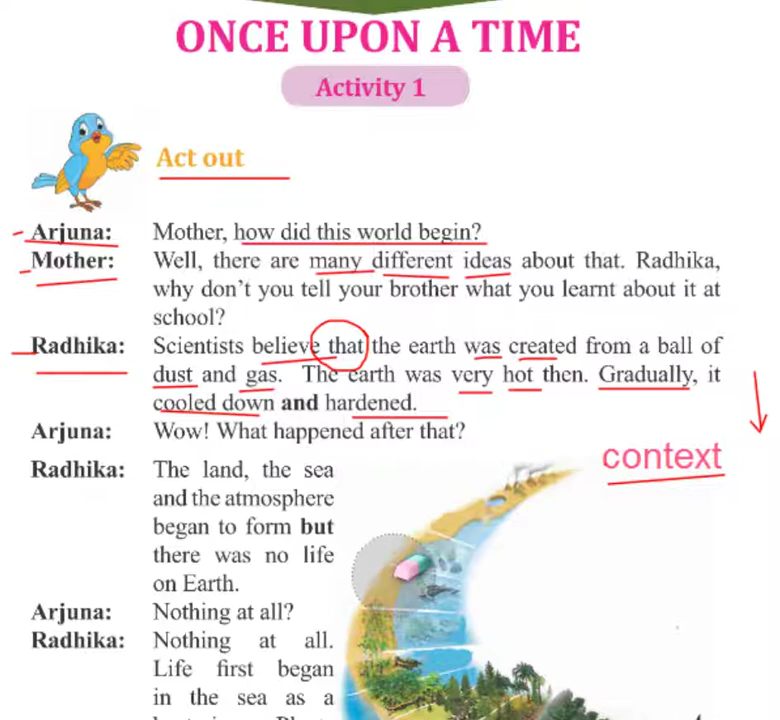 ONCE UPON A TIME
Activity 1
Act out
Arjuna: Mother, how did this world begin?
Mother: Well, there are many different ideas about that. Radhika,
why don't you tell your brother what you learnt about it at
school?
Radhika: Scientists believe that the earth was created from a ball of
dust and gas. The earth was very hot then. Gradually, it
cooled down and hardened.
Arjuna: Wow! What happened after that?
context
Radhika: The land, the sea
and the atmosphere
began to form but
there was no life
on Earth.
Arjuna: Nothing at all?
Radhika: Nothing at all.
Life first began
in the sea as a